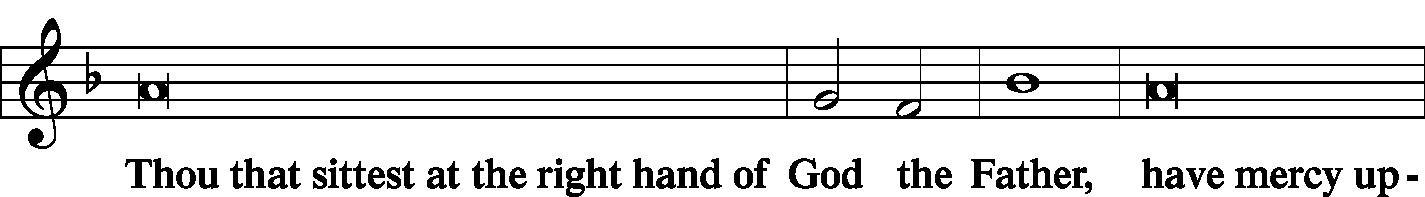 Thou that sittest at the right hand of God the Father, have mercy up-